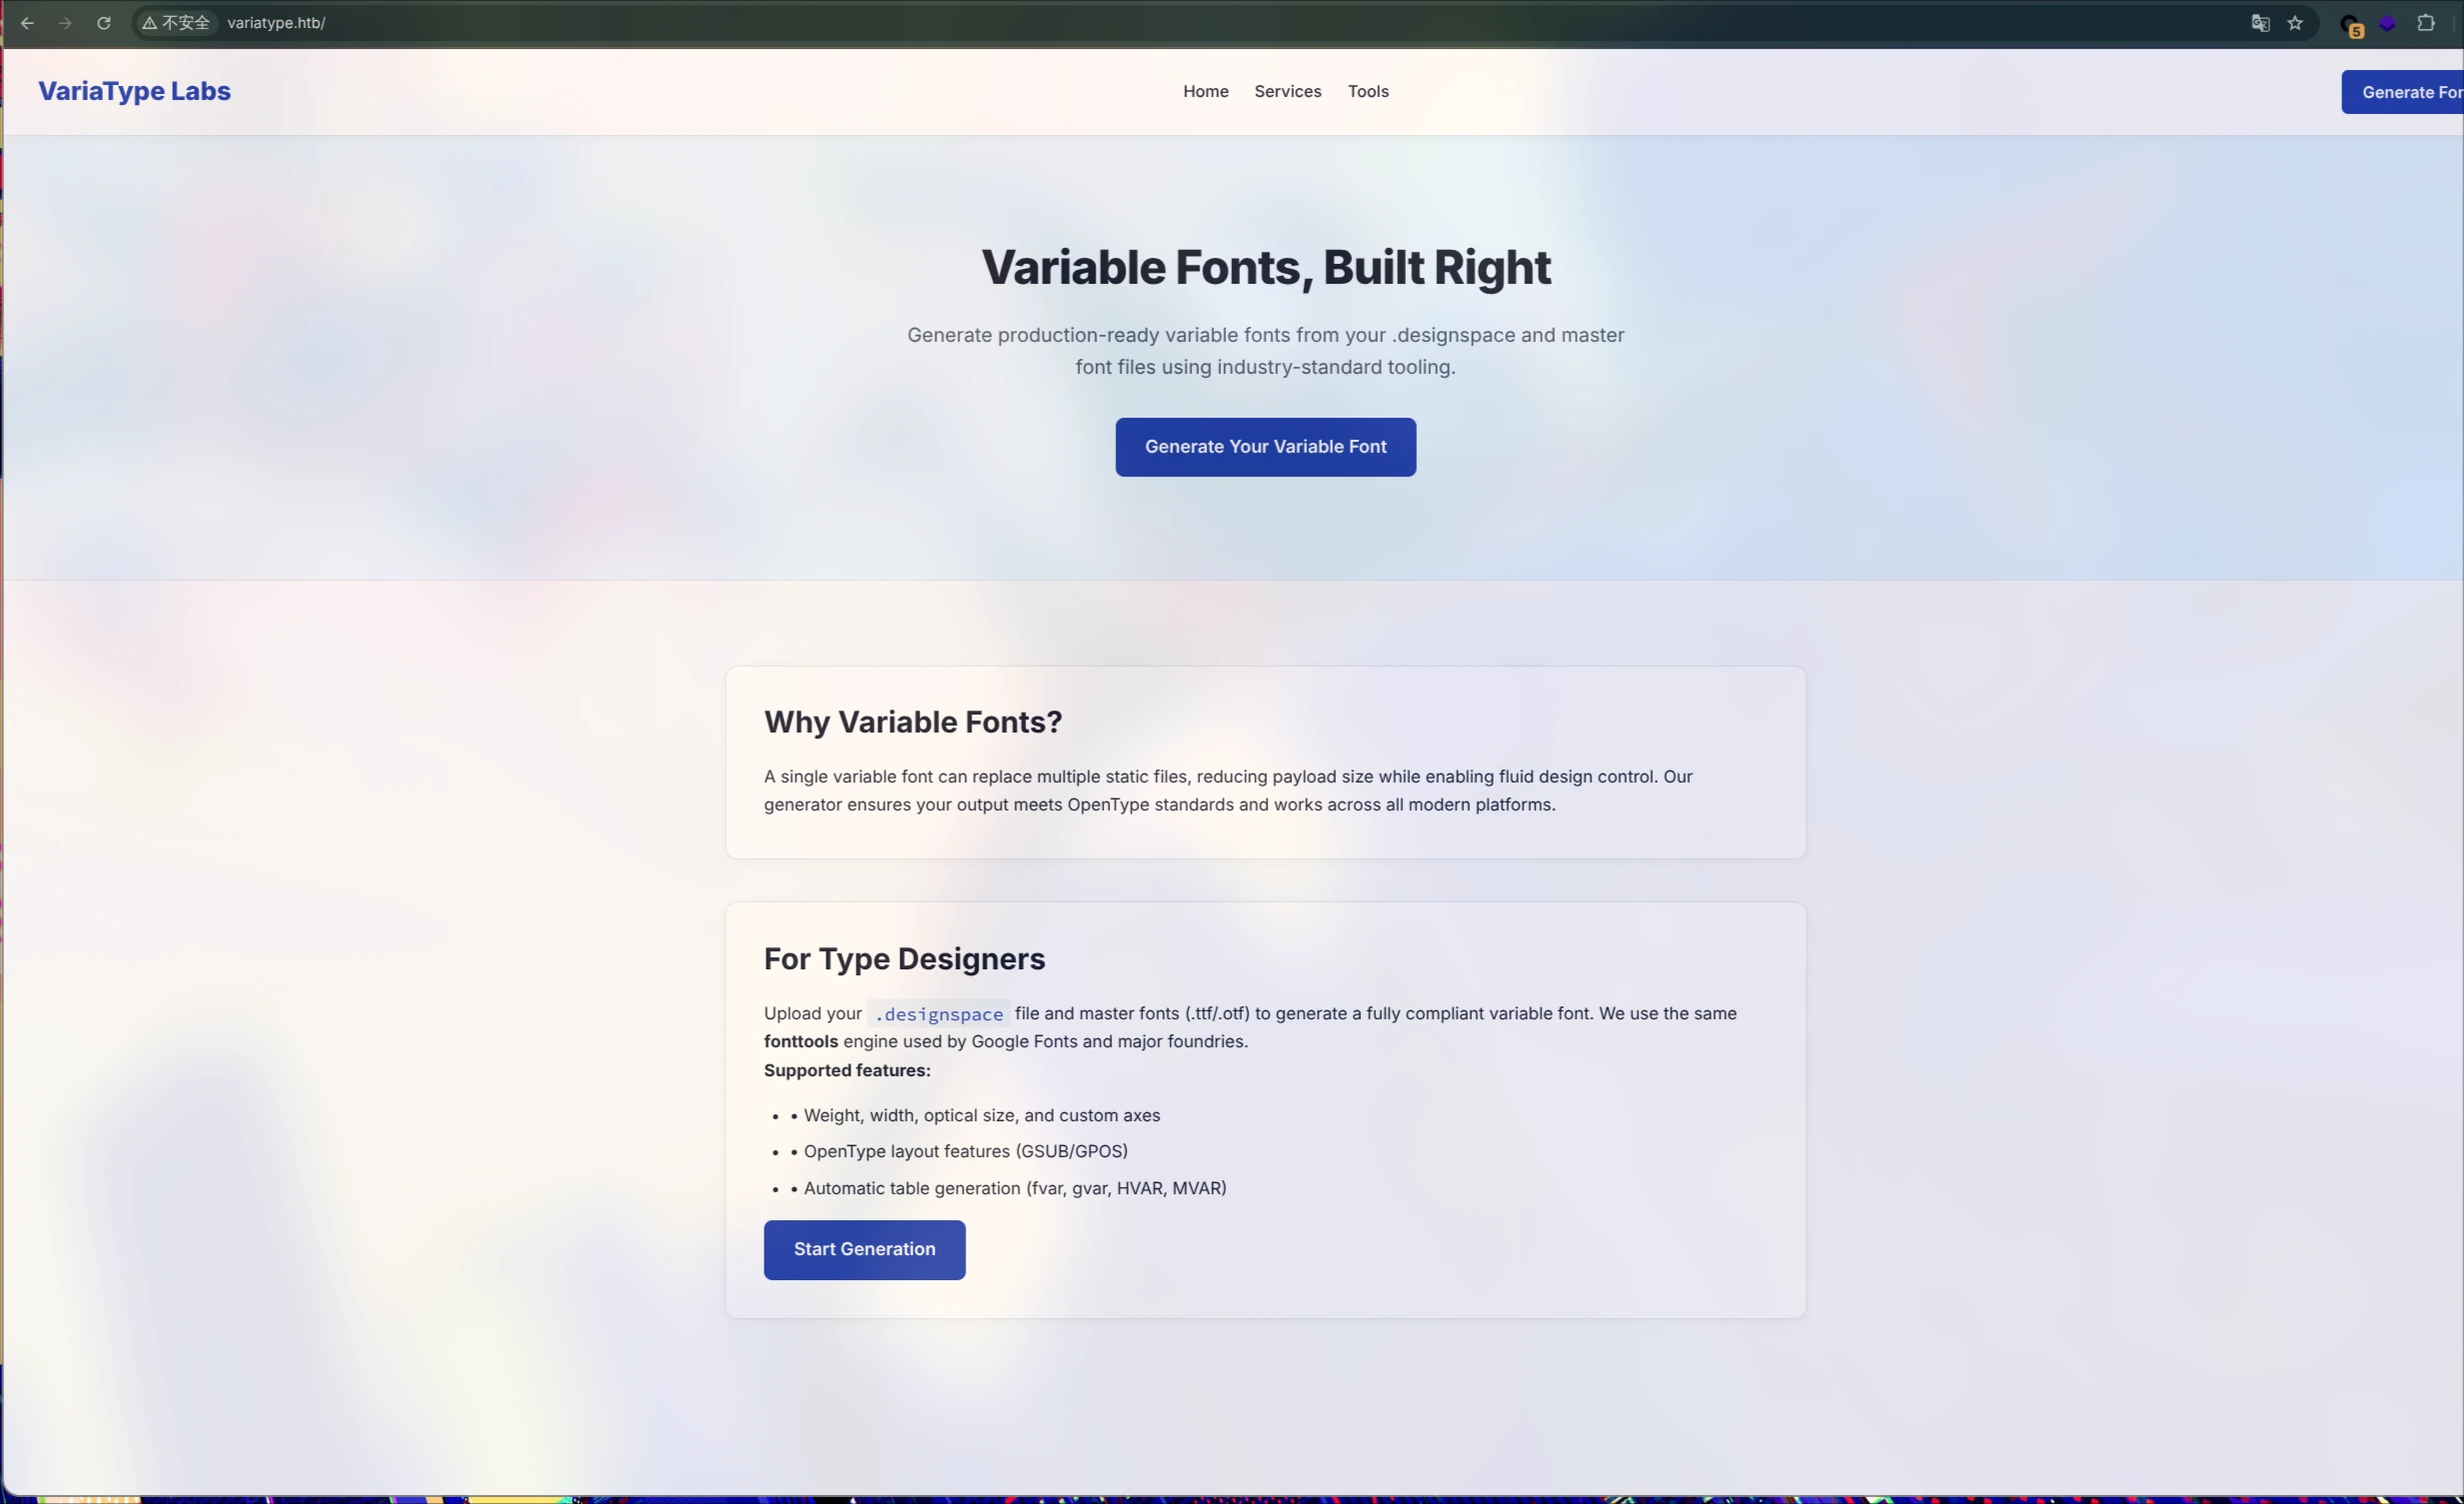 不安全 variatype.htb/
5
VariaType Labs
Home Services Tools
Generate For
Variable Fonts, Built Right
Generate production-ready variable fonts from your .designspace and master
font files using industry-standard tooling.
Generate Your Variable Font
Why Variable Fonts?
A single variable font can replace multiple static files, reducing payload size while enabling fluid design control. Our
generator ensures your output meets OpenType standards and works across all modern platforms.
For Type Designers
Upload your .designspace file and master fonts (.ttf/.otf) to generate a fully compliant variable font. We use the same
fonttools engine used by Google Fonts and major foundries.
Supported features:
• • Weight, width, optical size, and custom axes
• • OpenType layout features (GSUB/GPOS)
• • Automatic table generation (fvar, gvar, HVAR, MVAR)
Start Generation